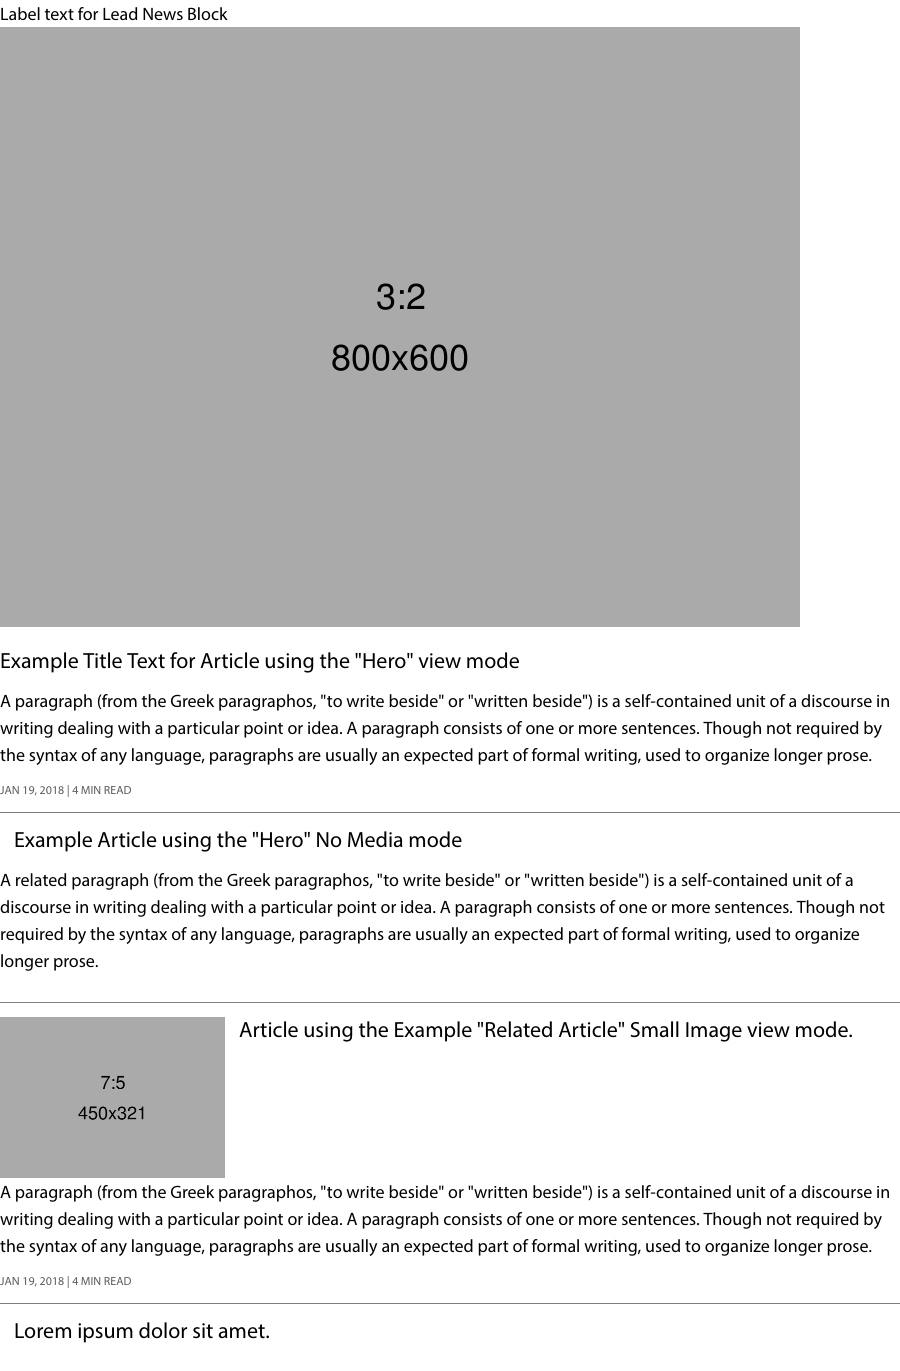 Label text for Lead News Block
3:2
800x600
Example Title Text for Article using the "Hero" view mode
A paragraph (from the Greek paragraphos, "to write beside" or "written beside") is a self-contained unit of a discourse in
writing dealing with a particular point or idea. A paragraph consists of one or more sentences. Though not required by
the syntax of any language, paragraphs are usually an expected part of formal writing, used to organize longer prose.
JAN 19, 2018 | 4 MIN READ
Example Article using the "Hero" No Media mode
A related paragraph (from the Greek paragraphos, "to write beside" or "written beside") is a self-contained unit of a
discourse in writing dealing with a particular point or idea. A paragraph consists of one or more sentences. Though not
required by the syntax of any language, paragraphs are usually an expected part of formal writing, used to organize
longer prose.
Article using the Example "Related Article" Small Image view mode.
7:5
450x321
A paragraph (from the Greek paragraphos, "to write beside" or "written beside") is a self-contained unit of a discourse in
writing dealing with a particular point or idea. A paragraph consists of one or more sentences. Though not required by
the syntax of any language, paragraphs are usually an expected part of formal writing, used to organize longer prose.
JAN 19, 2018 | 4 MIN READ
Lorem ipsum dolor sit amet.